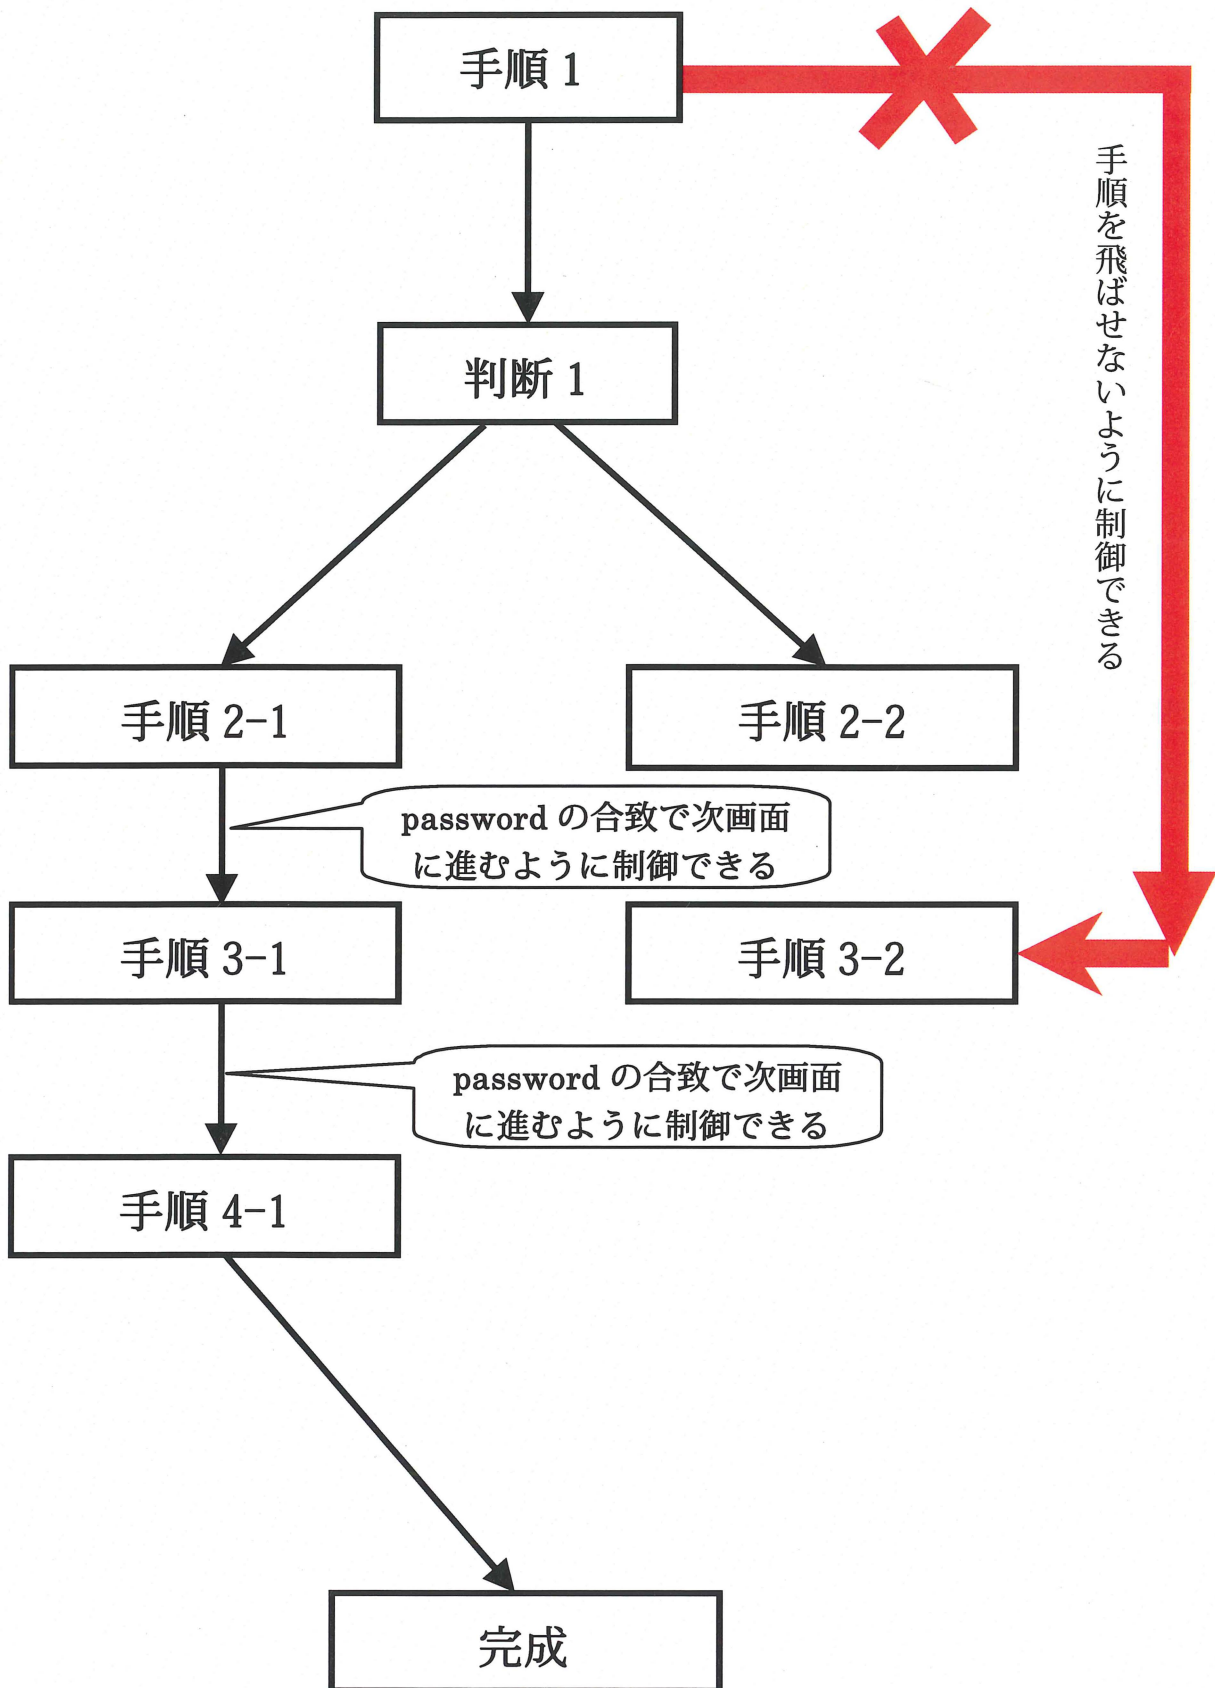 手順 1
手順を飛ばせないように制御できる
判断 1
手順 2-1
手順 2-2
password の合致で次画面
に進むように制御できる
手順 3-1
手順 3-2
password の合致で次画面
に進むように制御できる
手順 4-1
完成